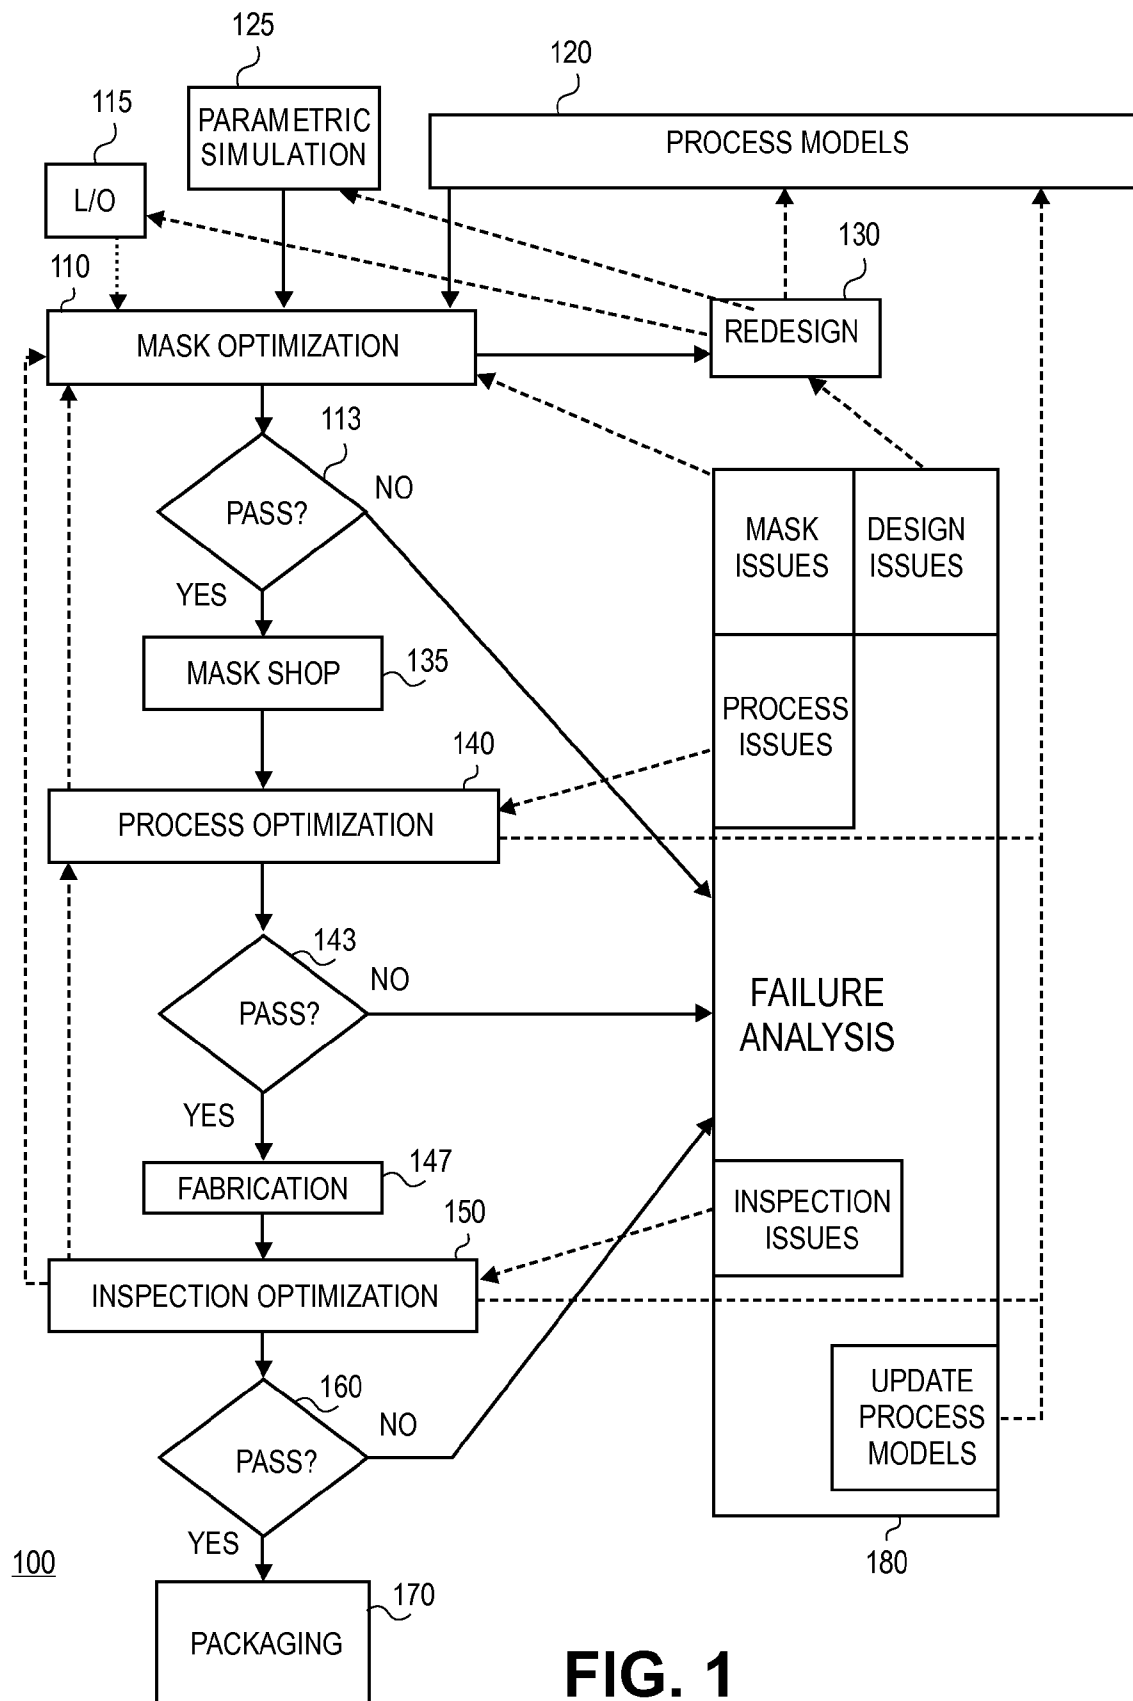 125
120
115
PARAMETRIC
SIMULATION
PROCESS MODELS
L/O
110
130
MASK OPTIMIZATION
REDESIGN
113
NO
PASS?
YES
MASK
ISSUES
DESIGN
ISSUES
MASK SHOP
135
PROCESS
ISSUES
140
PROCESS OPTIMIZATION
143
NO
PASS?
YES
FAILURE
ANALYSIS
FABRICATION
147
INSPECTION
ISSUES
150
INSPECTION OPTIMIZATION
160
NO
PASS?
YES
UPDATE
PROCESS
MODELS
100
180
170
PACKAGING
FIG. 1